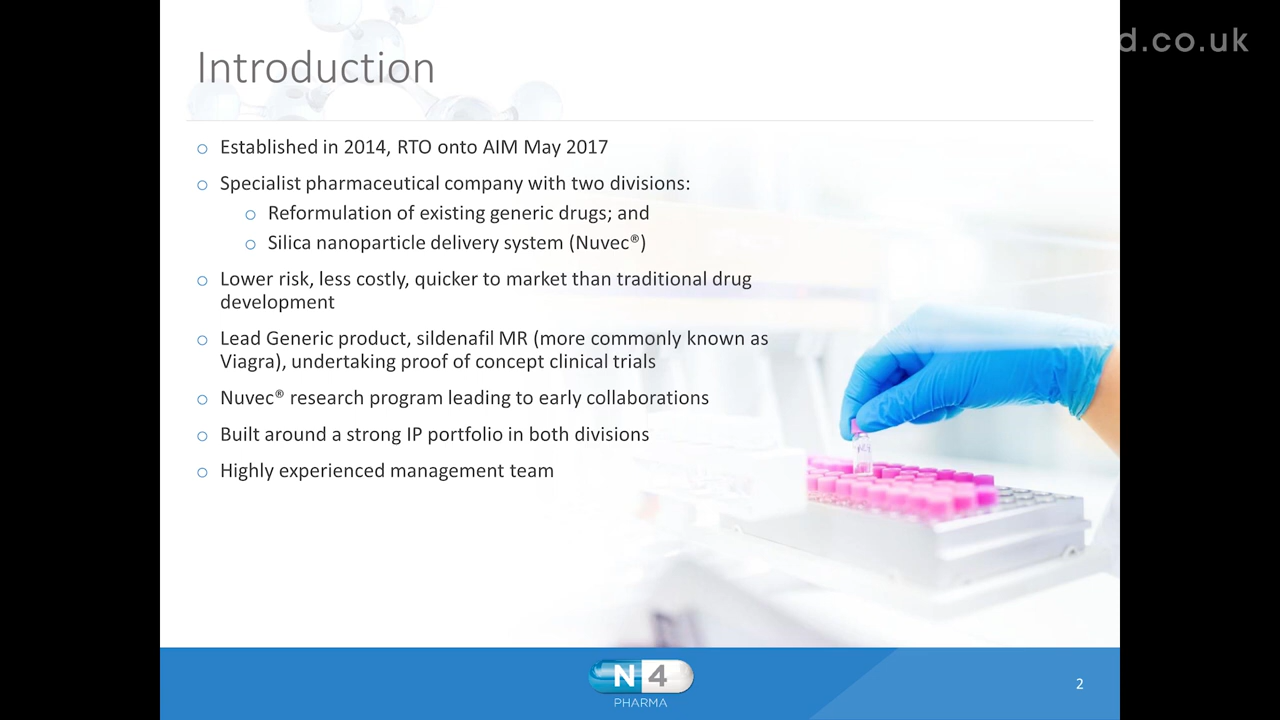 d.co.uk
Introduction
Established in 2014, RTO onto AIM May 2017
Specialist pharmaceutical company with two divisions:
Reformulation of existing generic drugs; and
Silica nanoparticle delivery system (Nuvec®)
Lower risk, less costly, quicker to market than traditional drug
development
Lead Generic product, sildenafil MR (more commonly known as
Viagra), undertaking proof of concept clinical trials
Nuvec® research program leading to early collaborations
Built around a strong IP portfolio in both divisions
Highly experienced management team
N4
PHARMA
2